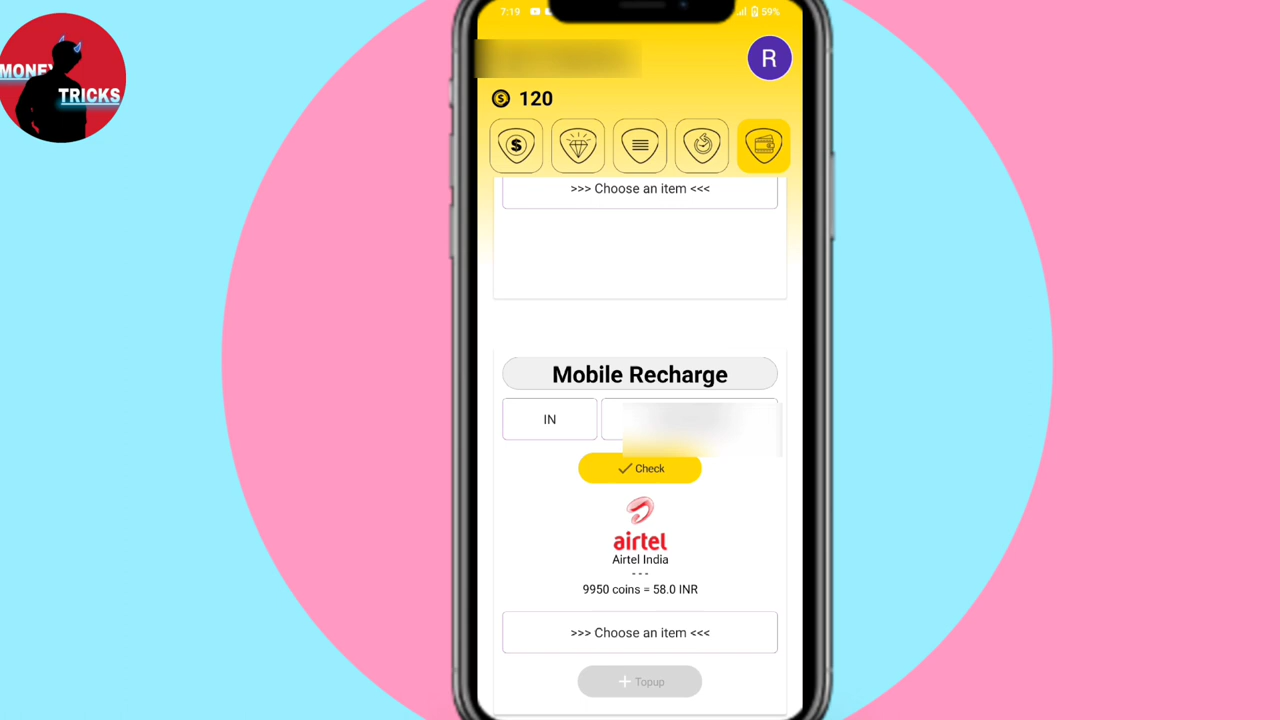 MONEY
TRICKS
7:19
59%
R
120
>>> Choose an item <<<
Mobile Recharge
IN
Check
airtel
Airtel India
- - -
9950 coins = 58.0 INR
>>> Choose an item <<<
Topup